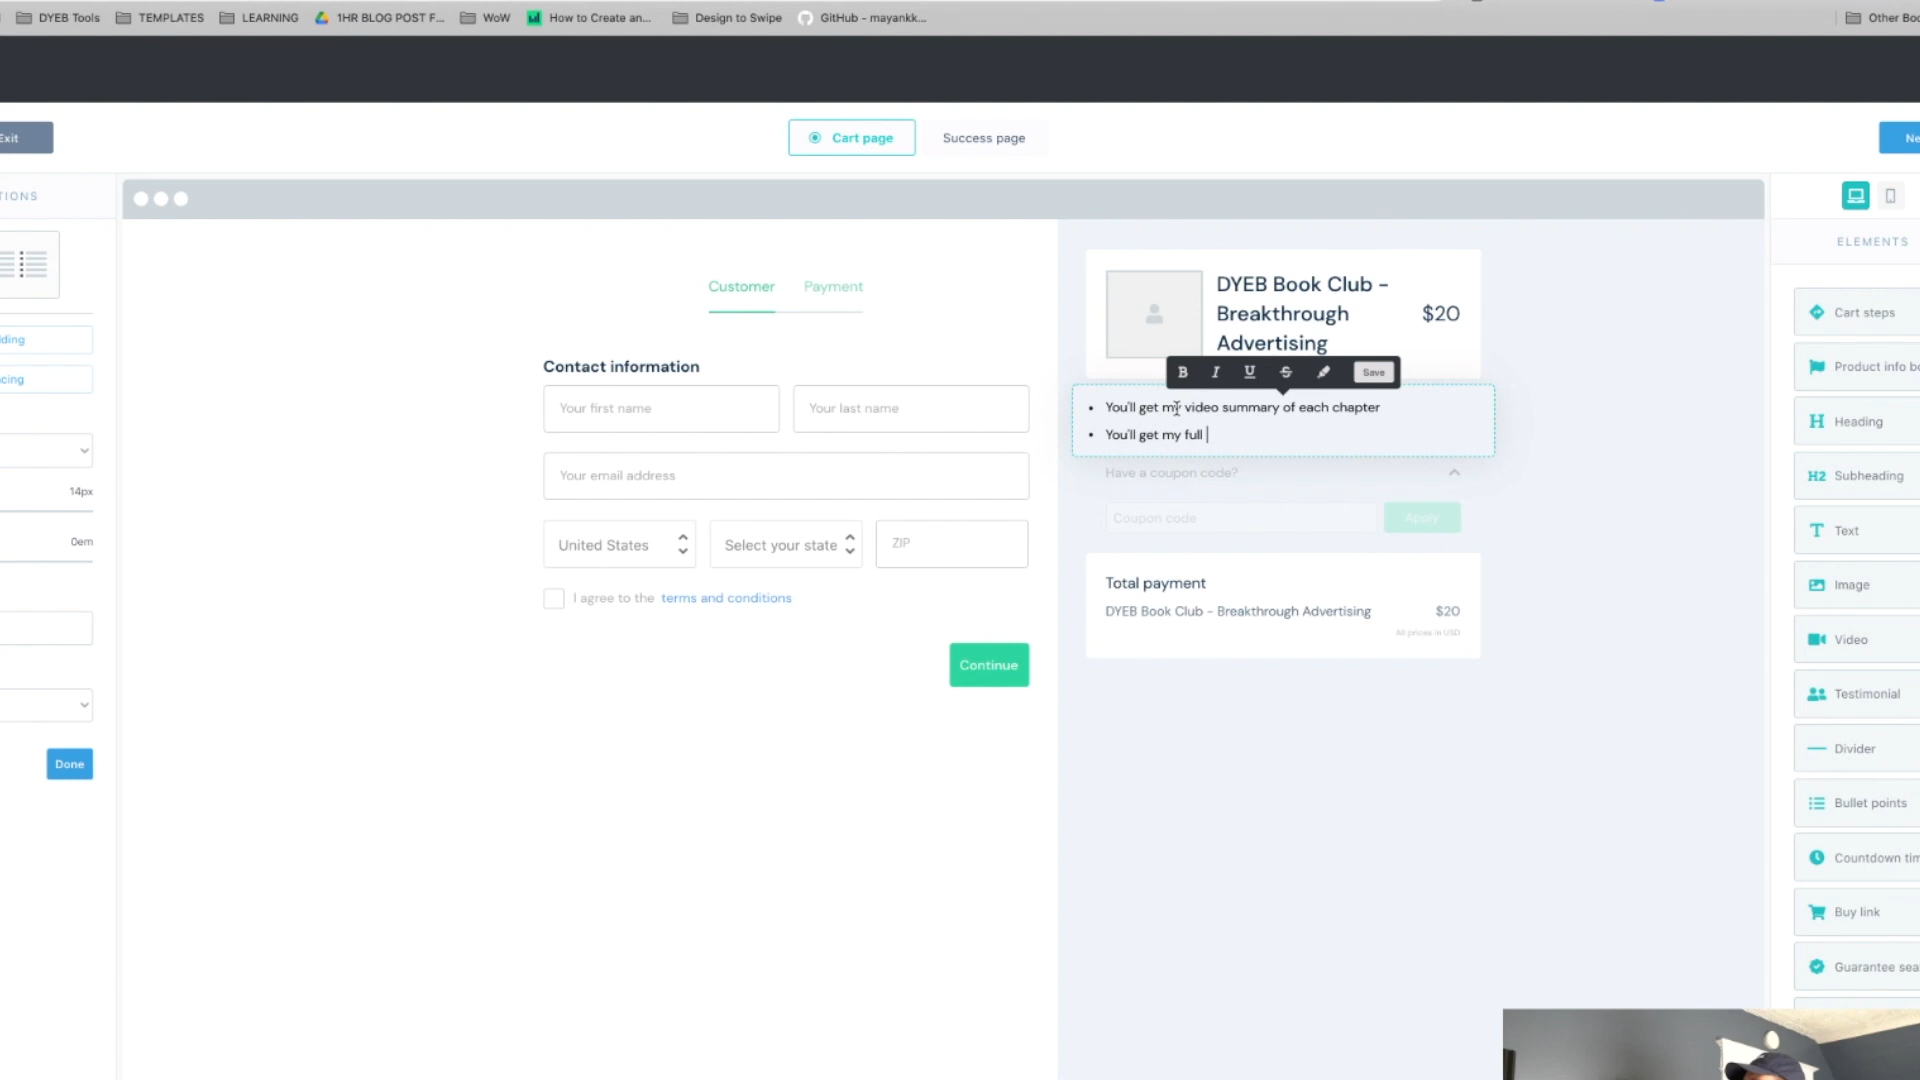 DYEB Tools TEMPLATES LEARNING 1HR BLOG POST F... WoW How to Create an... Design to Swipe GitHub - mayankk... Other Boo
Exit Cart page Success page Ne
TIONS
ELEMENTS
Customer Payment
DYEB Book Club -
Breakthrough
Advertising
$20
Contact information
Your first name Your last name
Your email address
United States Select your state ZIP
I agree to the terms and conditions
Continue
B I U S Save
• You'll get my video summary of each chapter
• You'll get my full
Have a coupon code?
Coupon code Apply
Total payment
DYEB Book Club - Breakthrough Advertising $20
All prices in USD
dding
acing
14px
0em
Done
Cart steps
Product info bo
H Heading
H2 Subheading
T Text
Image
Video
Testimonial
Divider
Bullet points
Countdown tim
Buy link
Guarantee sea